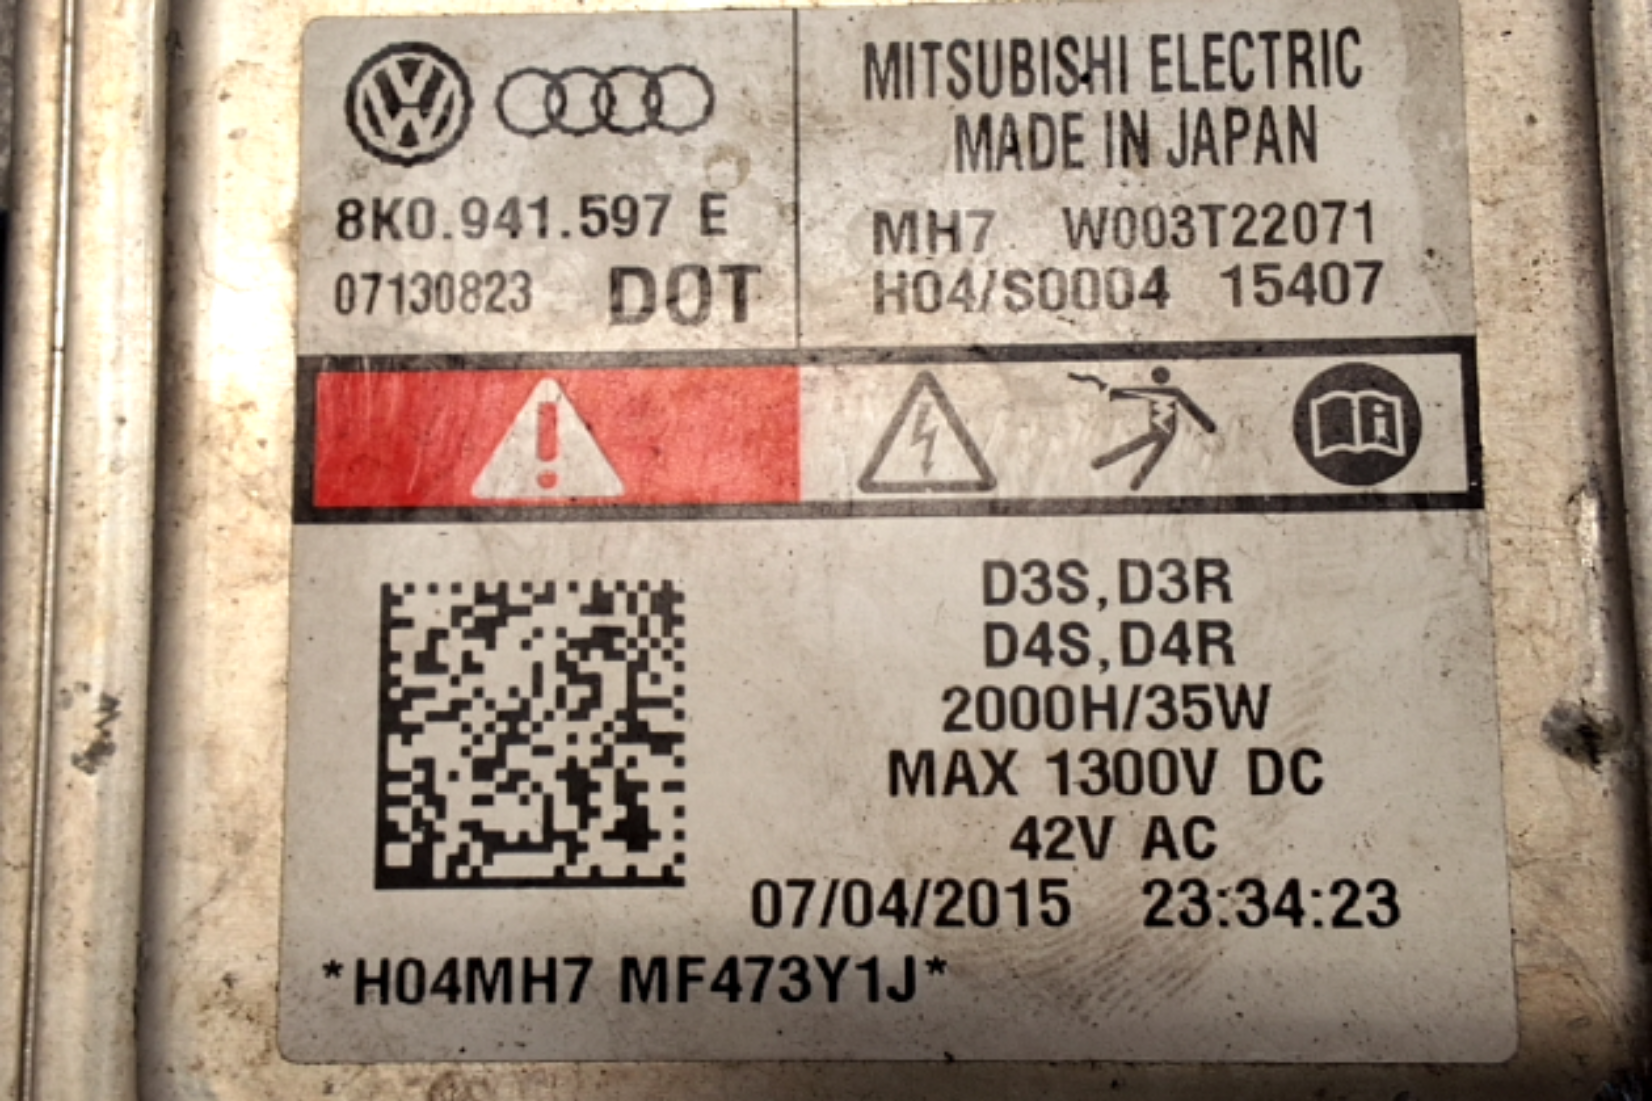 8K0.941.597 E
07130823 DOT
MITSUBISHI ELECTRIC
MADE IN JAPAN
MH7 W003T22071
H04/S0004 15407
D3S,D3R
D4S,D4R
2000H/35W
MAX 1300V DC
42V AC
07/04/2015 23:34:23
*H04MH7 MF473Y1J*